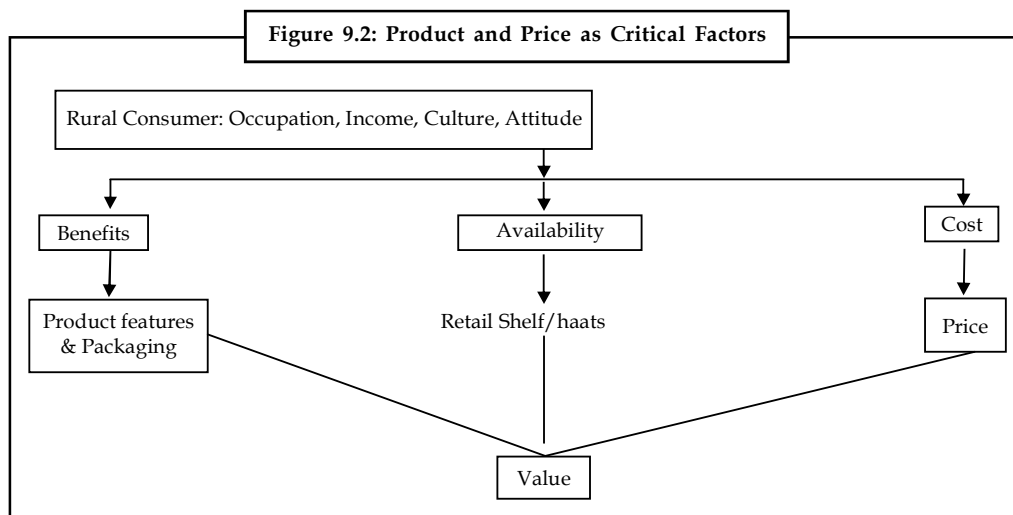 Figure 9.2: Product and Price as Critical Factors
Rural Consumer: Occupation, Income, Culture, Attitude
Benefits
Availability
Cost
Product features
& Packaging
Retail Shelf/haats
Price
Value